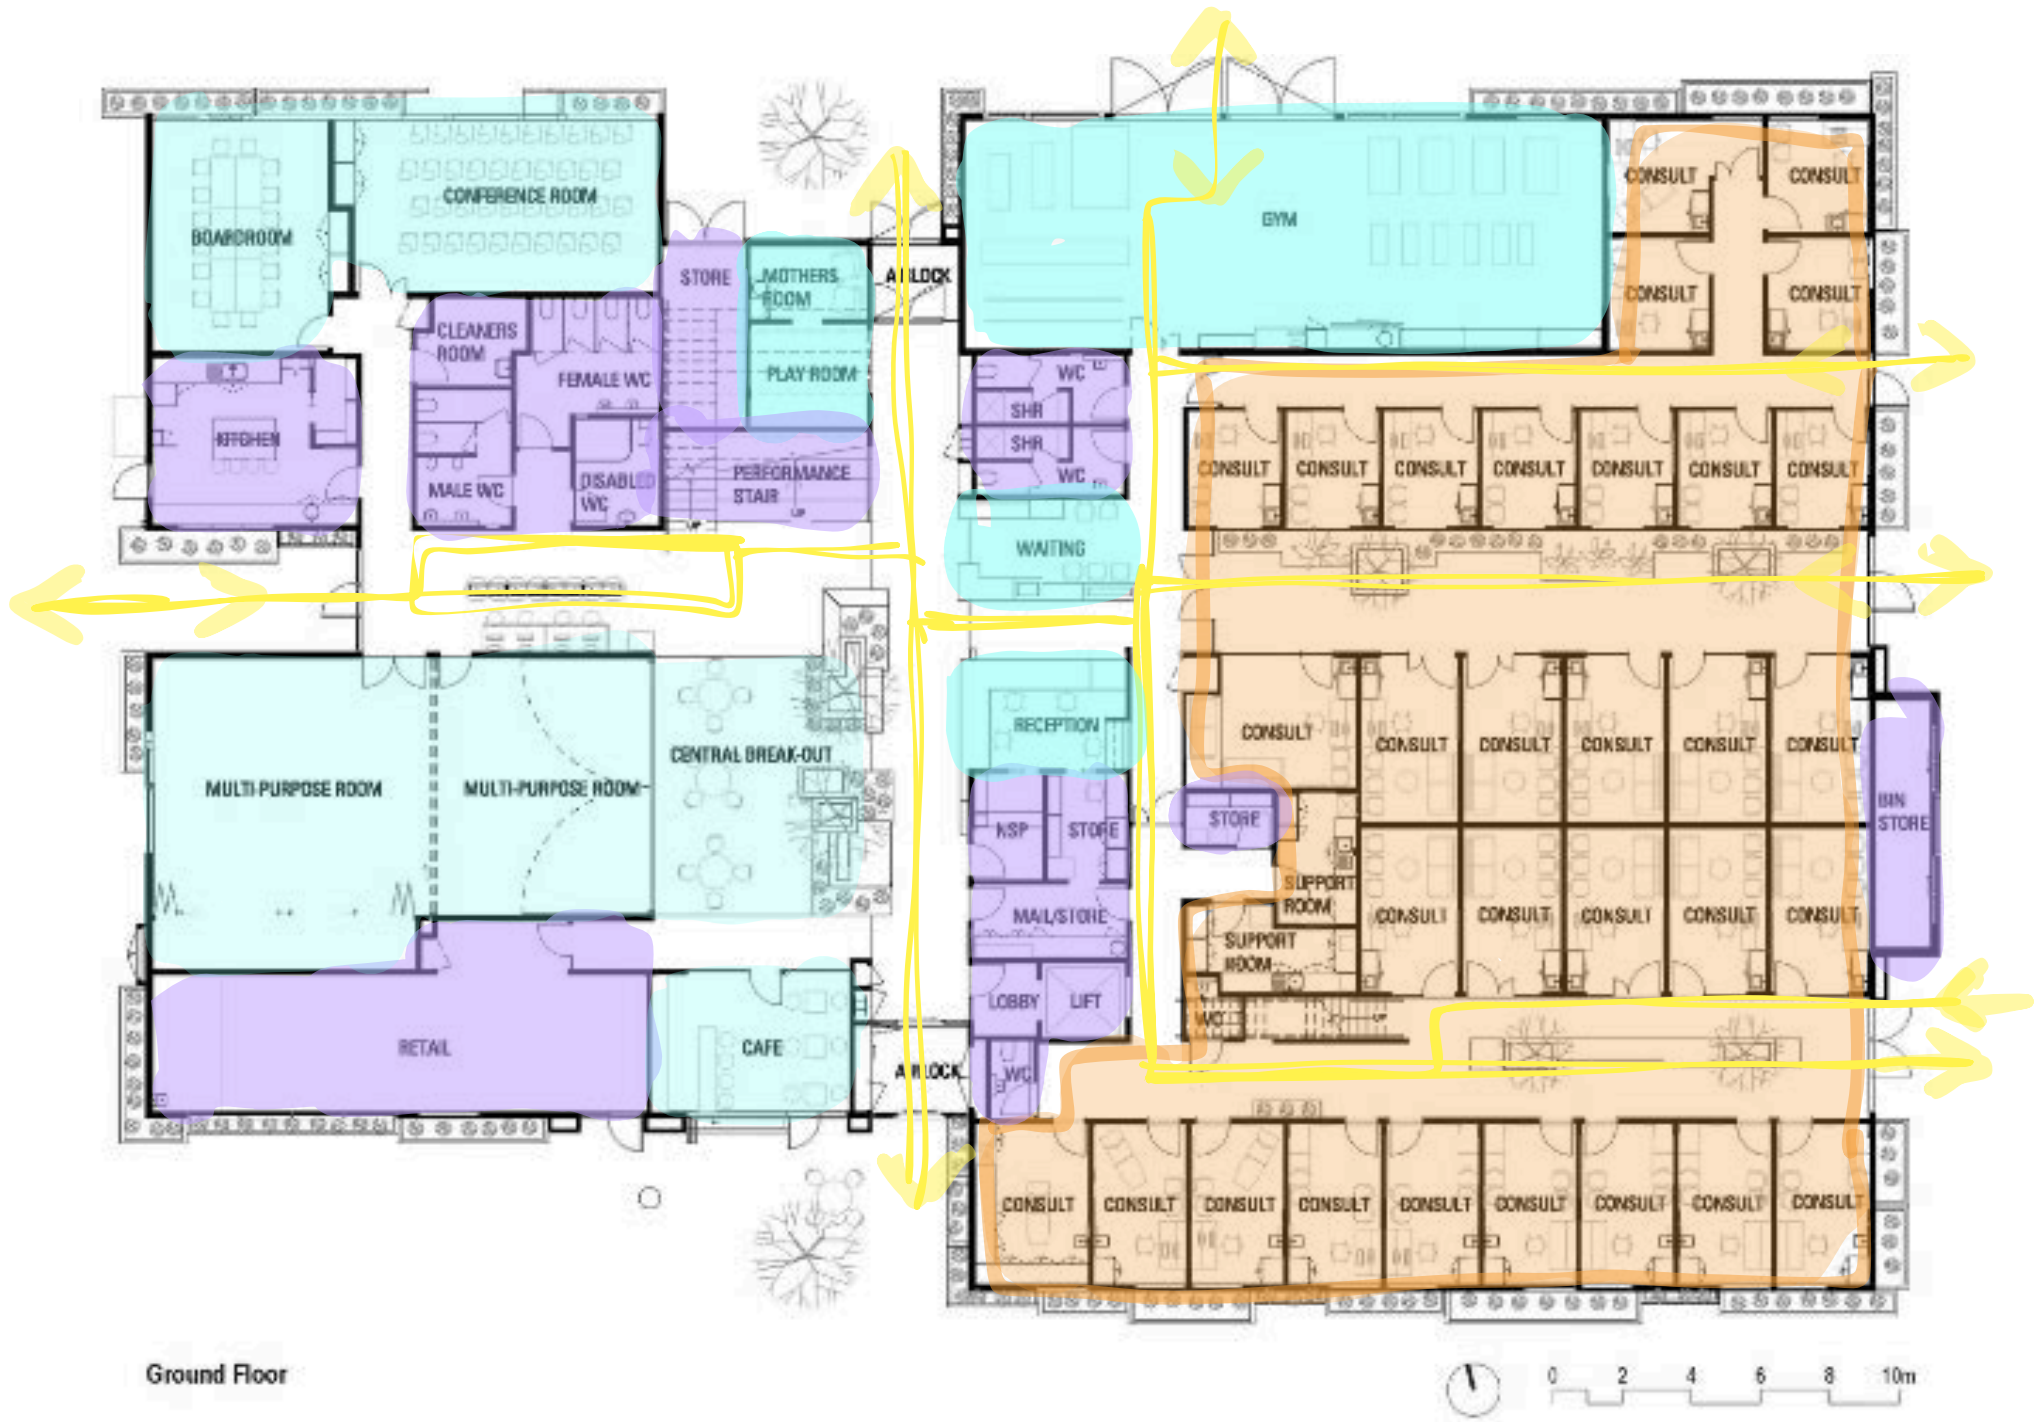 CONFERENCE ROOM
BOARDROOM
STORE
MOTHERS
ROOM
AIRLOCK
GYM
CONSULT
CONSULT
CONSULT
CONSULT
CLEANERS
ROOM
FEMALE WC
PLAY ROOM
KITCHEN
MALE WC
DISABLED
WC
PERFORMANCE
STAIR
UP
UP
WC
SHR
SHR
WC
CONSULT
CONSULT
CONSULT
CONSULT
CONSULT
CONSULT
CONSULT
WAITING
RECEPTION
CONSULT
CONSULT
CONSULT
CONSULT
CONSULT
CONSULT
MULTI-PURPOSE ROOM
MULTI-PURPOSE ROOM
CENTRAL BREAK-OUT
NSP
STORE
STORE
BIN
STORE
SUPPORT
ROOM
MAIL/STORE
CONSULT
CONSULT
CONSULT
CONSULT
CONSULT
SUPPORT
ROOM
LOBBY
LIFT
WC
UP
RETAIL
CAFE
AIRLOCK
WC
CONSULT
CONSULT
CONSULT
CONSULT
CONSULT
CONSULT
CONSULT
CONSULT
CONSULT
Ground Floor
0 2 4 6 8 10m